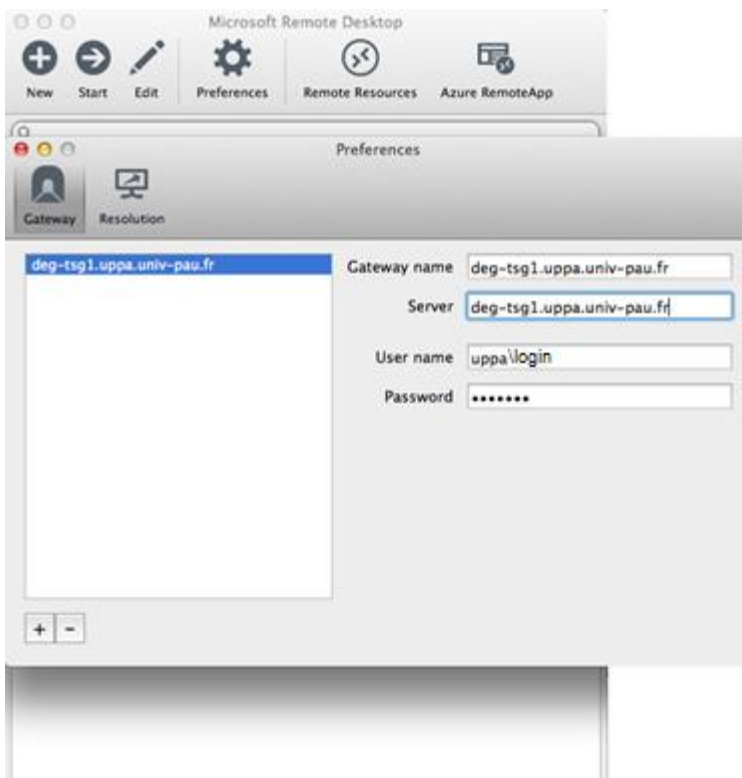 Microsoft Remote Desktop
New Start Edit Preferences Remote Resources Azure RemoteApp
Preferences
Gateway Resolution
deg-tsg1.uppa.univ-pau.fr
Gateway name deg-tsg1.uppa.univ-pau.fr
Server deg-tsg1.uppa.univ-pau.fr
User name uppa\login
Password •••••••
+ -